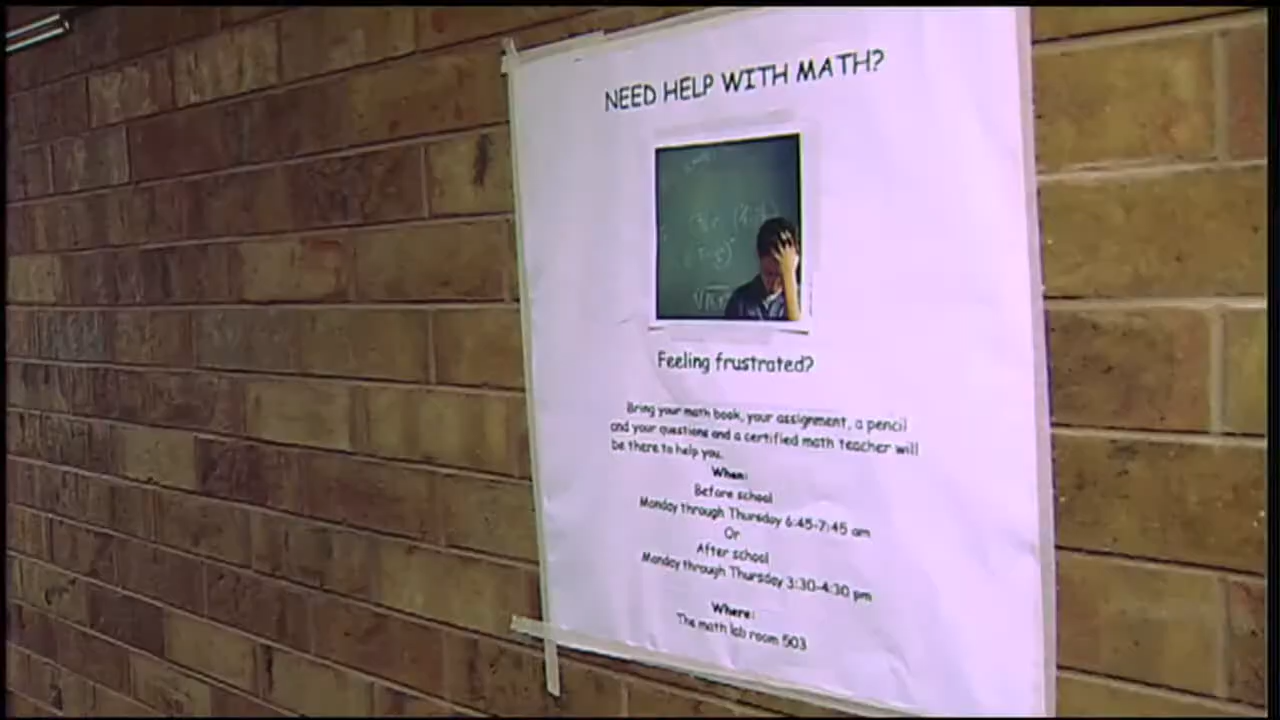 NEED HELP WITH MATH?
Feeling frustrated?
Bring your math book, your assignment, a pencil
and your questions and a certified math teacher will
be there to help you.
When:
Before school
Monday through Thursday 6:45-7:45 am
Or
After school
Monday through Thursday 3:30-4:30 pm
Where:
The math lab room 503